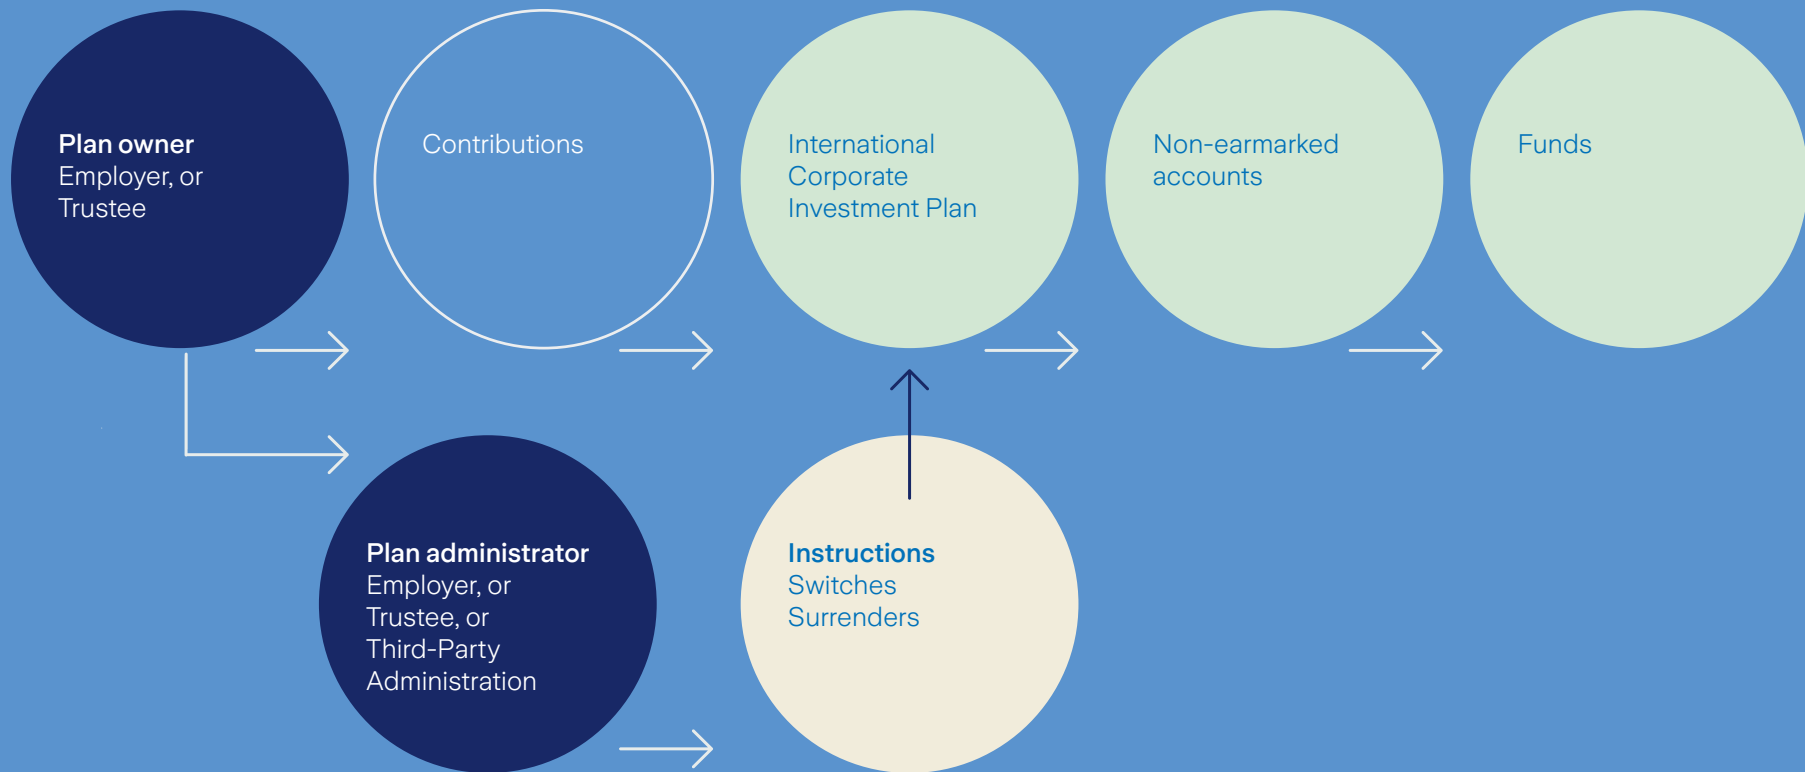 Plan owner
Employer, or
Trustee
Contributions
International
Corporate
Investment Plan
Non-earmarked
accounts
Funds
Plan administrator
Employer, or
Trustee, or
Third-Party
Administration
Instructions
Switches
Surrenders